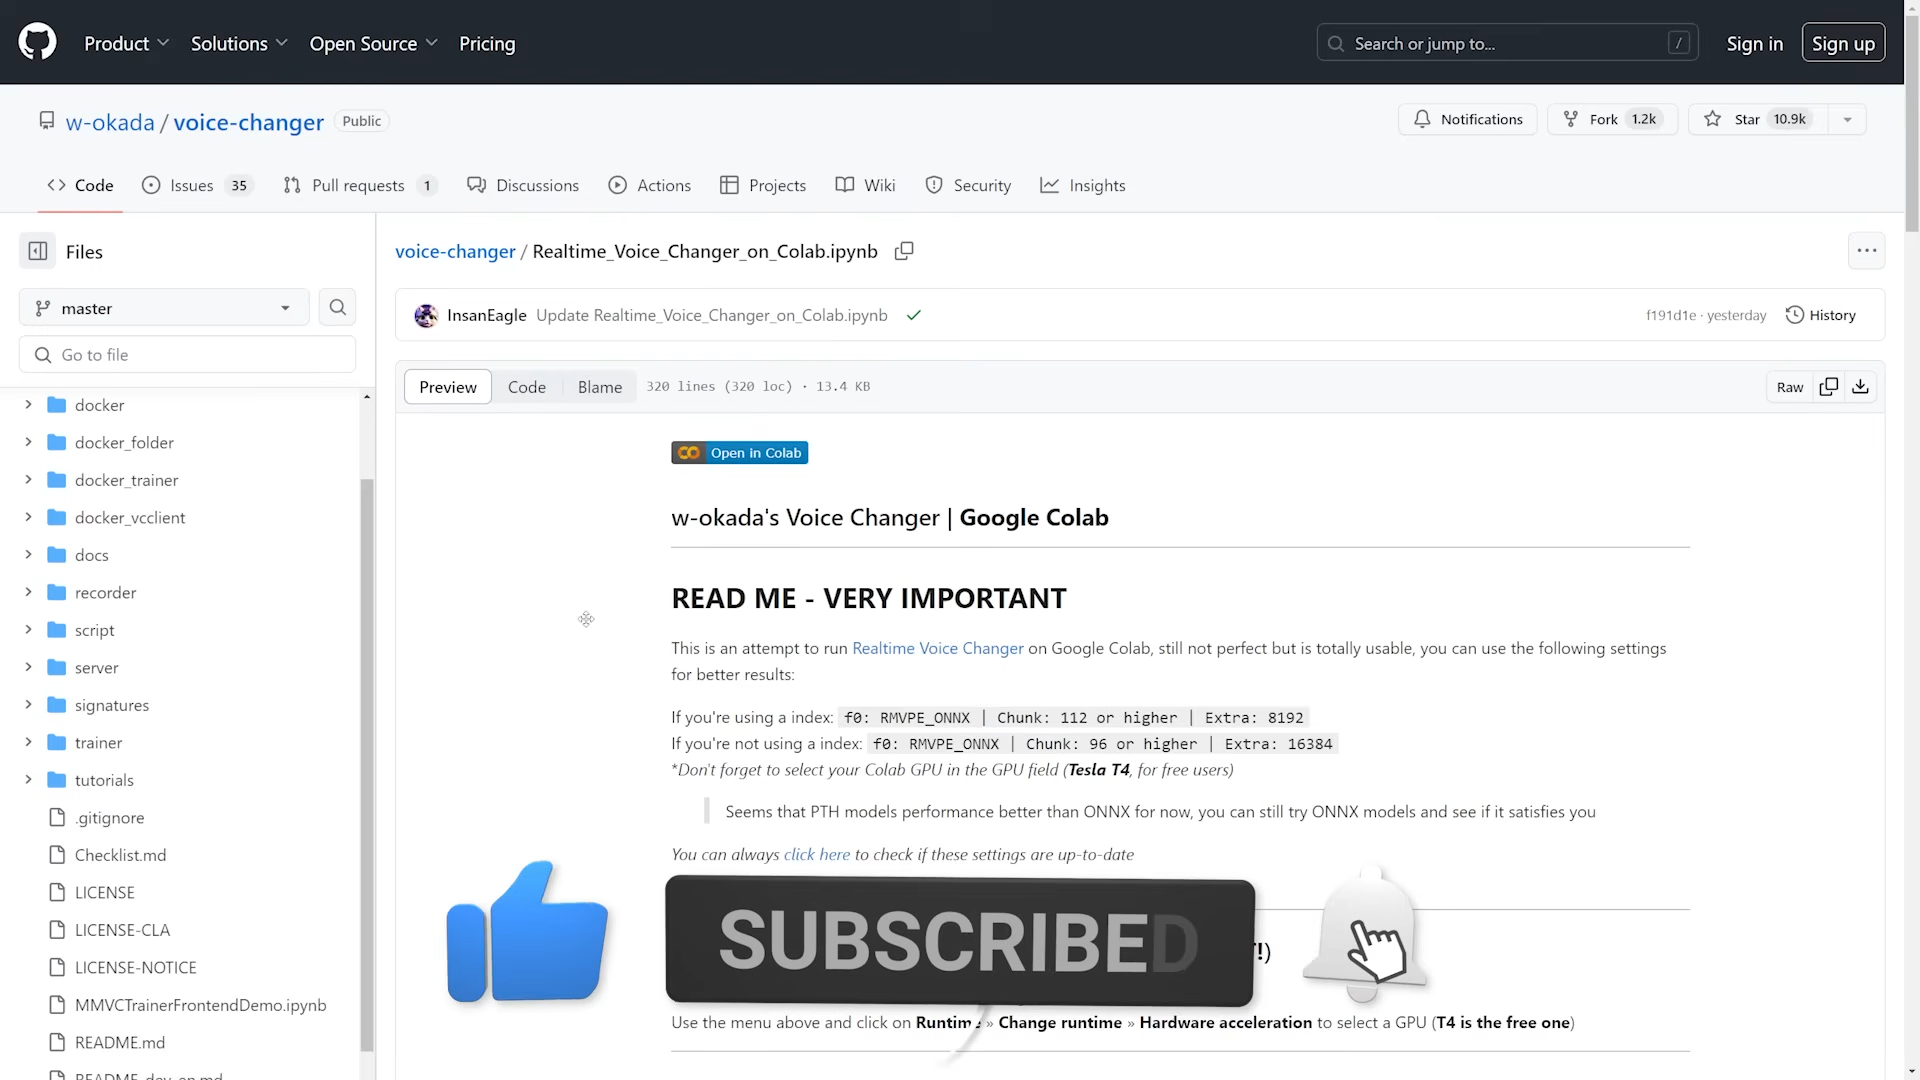 Product Solutions Open Source Pricing Search or jump to... / Sign in Sign up
w-okada / voice-changer Public Notifications Fork 1.2k Star 10.9k
Code Issues 35 Pull requests 1 Discussions Actions Projects Wiki Security Insights
Files
master
Go to file
docker
docker_folder
docker_trainer
docker_vcclient
docs
recorder
script
server
signatures
trainer
tutorials
.gitignore
Checklist.md
LICENSE
LICENSE-CLA
LICENSE-NOTICE
MMVCTrainerFrontendDemo.ipynb
README.md
README_dev_en.md
voice-changer / Realtime_Voice_Changer_on_Colab.ipynb
InsanEagle Update Realtime_Voice_Changer_on_Colab.ipynb f191d1e · yesterday History
Preview Code Blame 320 lines (320 loc) · 13.4 KB Raw
Open in Colab
w-okada's Voice Changer | Google Colab
READ ME - VERY IMPORTANT
This is an attempt to run Realtime Voice Changer on Google Colab, still not perfect but is totally usable, you can use the following settings
for better results:
If you're using a index: f0: RMVPE_ONNX | Chunk: 112 or higher | Extra: 8192
If you're not using a index: f0: RMVPE_ONNX | Chunk: 96 or higher | Extra: 16384
*Don't forget to select your Colab GPU in the GPU field (Tesla T4, for free users)
Seems that PTH models performance better than ONNX for now, you can still try ONNX models and see if it satisfies you
You can always click here to check if these settings are up-to-date
SUBSCRIBED
!)
Use the menu above and click on Runtime » Change runtime » Hardware acceleration to select a GPU (T4 is the free one)